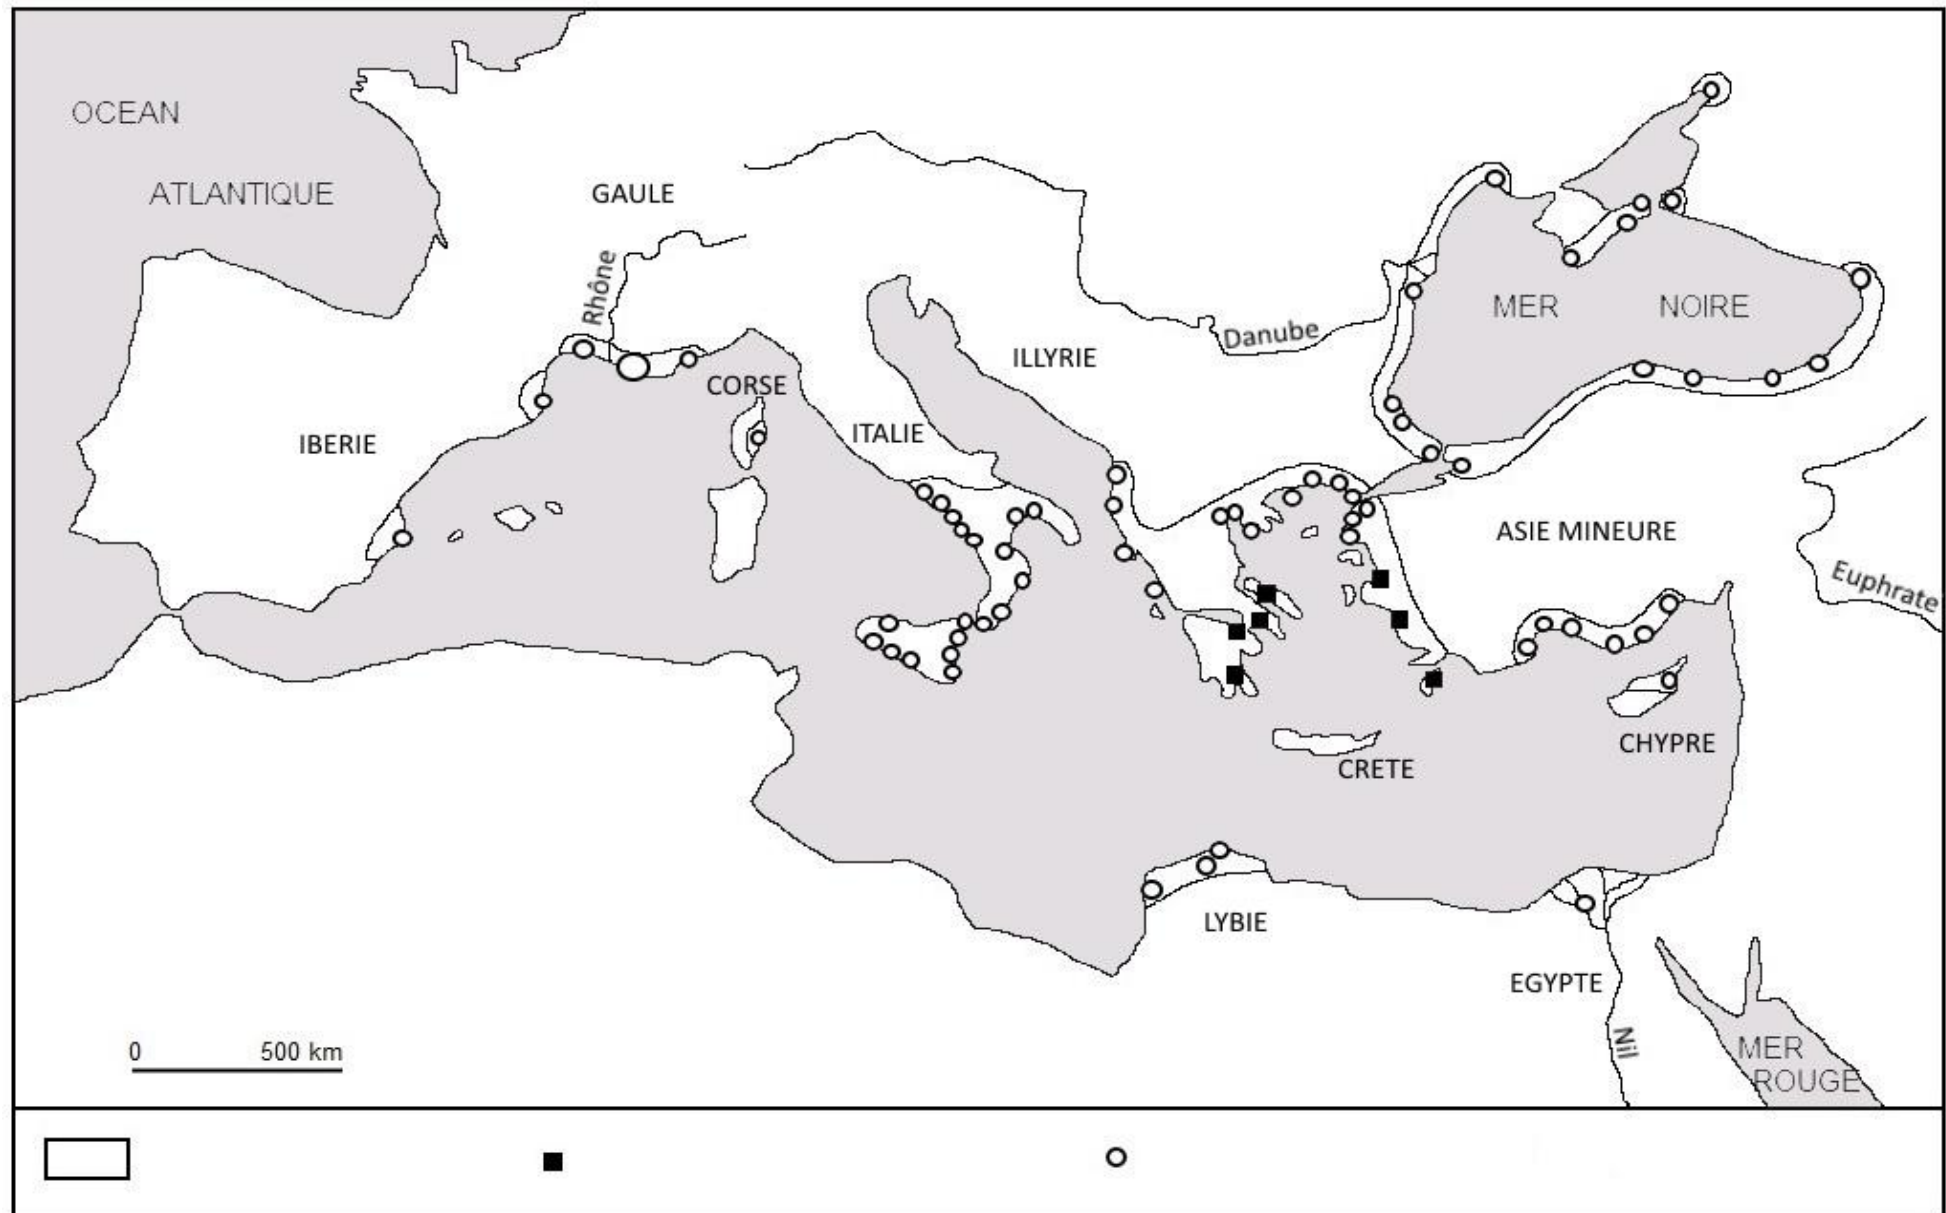 OCEAN
ATLANTIQUE
GAULE
Rhône
MER NOIRE
Danube
ILLYRIE
CORSE
ITALIE
IBERIE
ASIE MINEURE
Euphrate
CHYPRE
CRETE
LYBIE
EGYPTE
Nil
MER
ROUGE
0 500 km